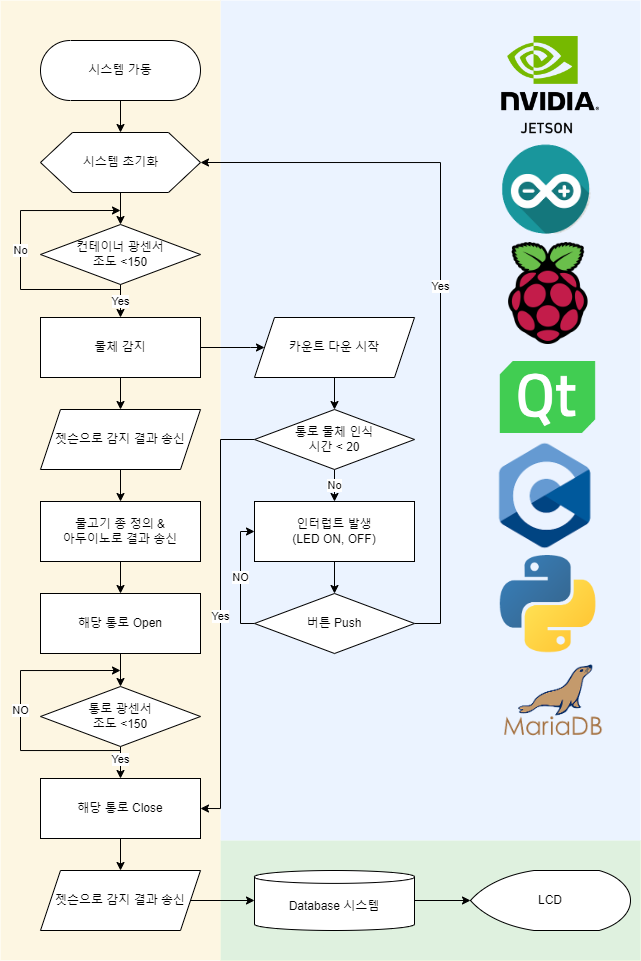 시스템 가동
시스템 초기화
No
컨테이너 광센서
조도 <150
Yes
물체 감지
카운트 다운 시작
젯슨으로 감지 결과 송신
통로 물체 인식
시간 < 20
No
물고기 종 정의 &
아두이노로 결과 송신
인터럽트 발생
(LED ON, OFF)
NO
해당 통로 Open
Yes
버튼 Push
Yes
NO
통로 광센서
조도 <150
Yes
해당 통로 Close
젯슨으로 감지 결과 송신
Database 시스템
LCD
NVIDIA.
JETSON
Qt
C
MariaDB